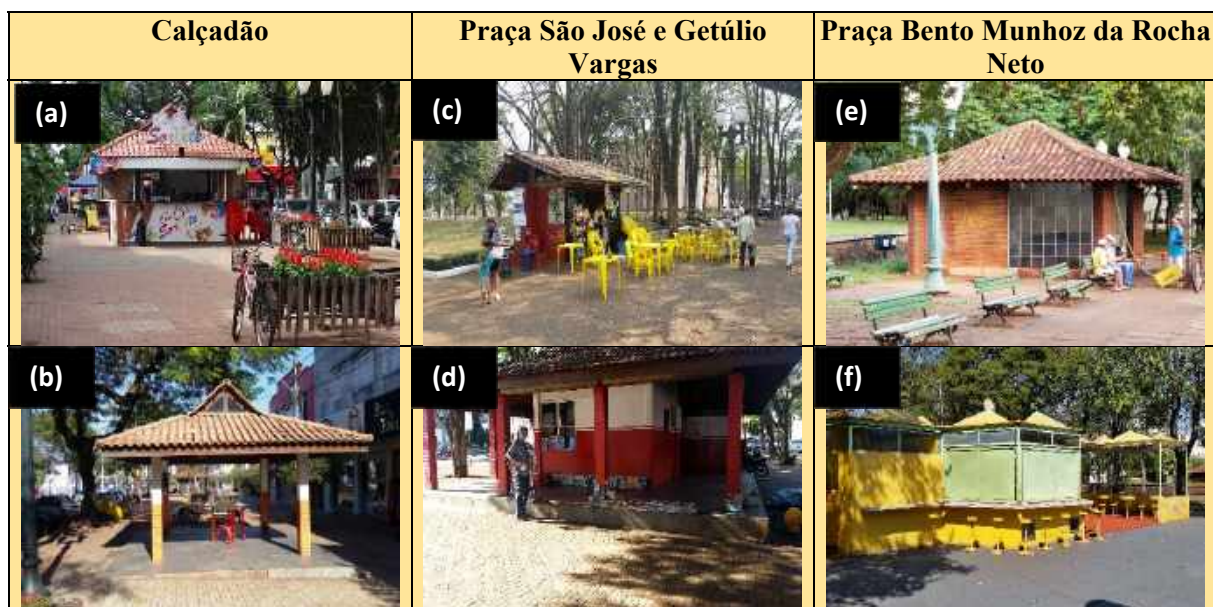 Calçadão
Praça São José e Getúlio
Vargas
Praça Bento Munhoz da Rocha
Neto
(a)
(c)
(e)
(b)
(d)
(f)